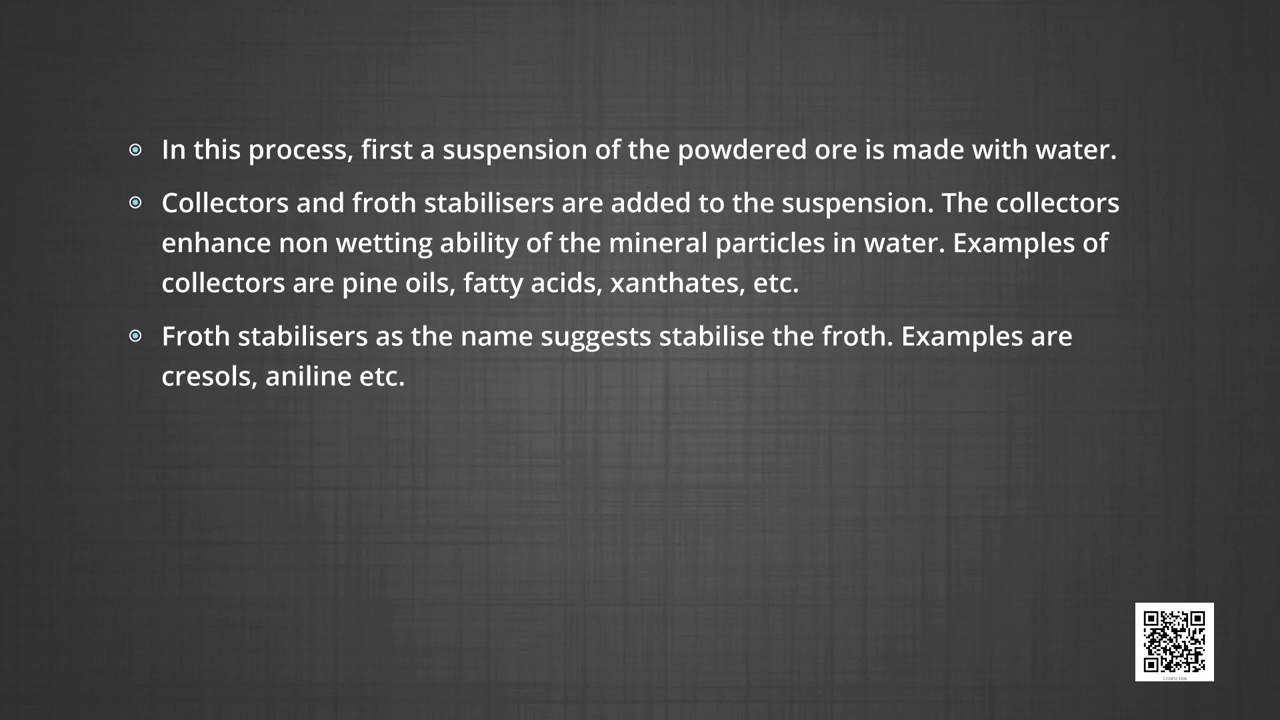 In this process, first a suspension of the powdered ore is made with water.
Collectors and froth stabilisers are added to the suspension. The collectors
enhance non wetting ability of the mineral particles in water. Examples of
collectors are pine oils, fatty acids, xanthates, etc.
Froth stabilisers as the name suggests stabilise the froth. Examples are
cresols, aniline etc.